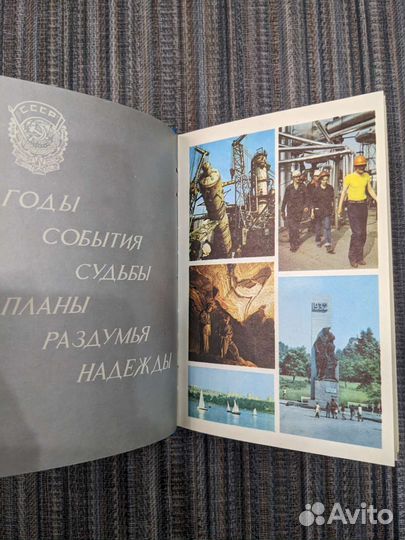 СССР
ГОДЫ
СОБЫТИЯ
СУДЬБЫ
ПЛАНЫ
РАЗДУМЬЯ
НАДЕЖДЫ
Avito